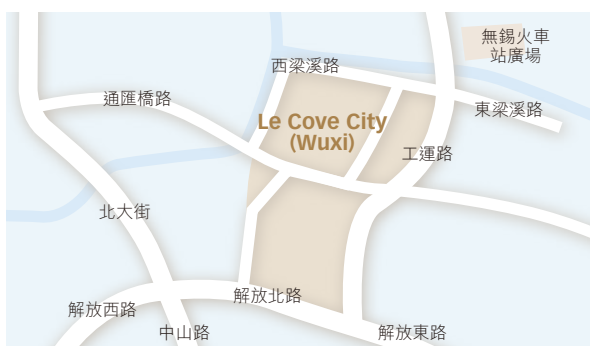 無錫火車
站廣場
西梁溪路
通匯橋路
東梁溪路
Le Cove City
(Wuxi)
工運路
北大街
解放北路
解放西路
中山路
解放東路